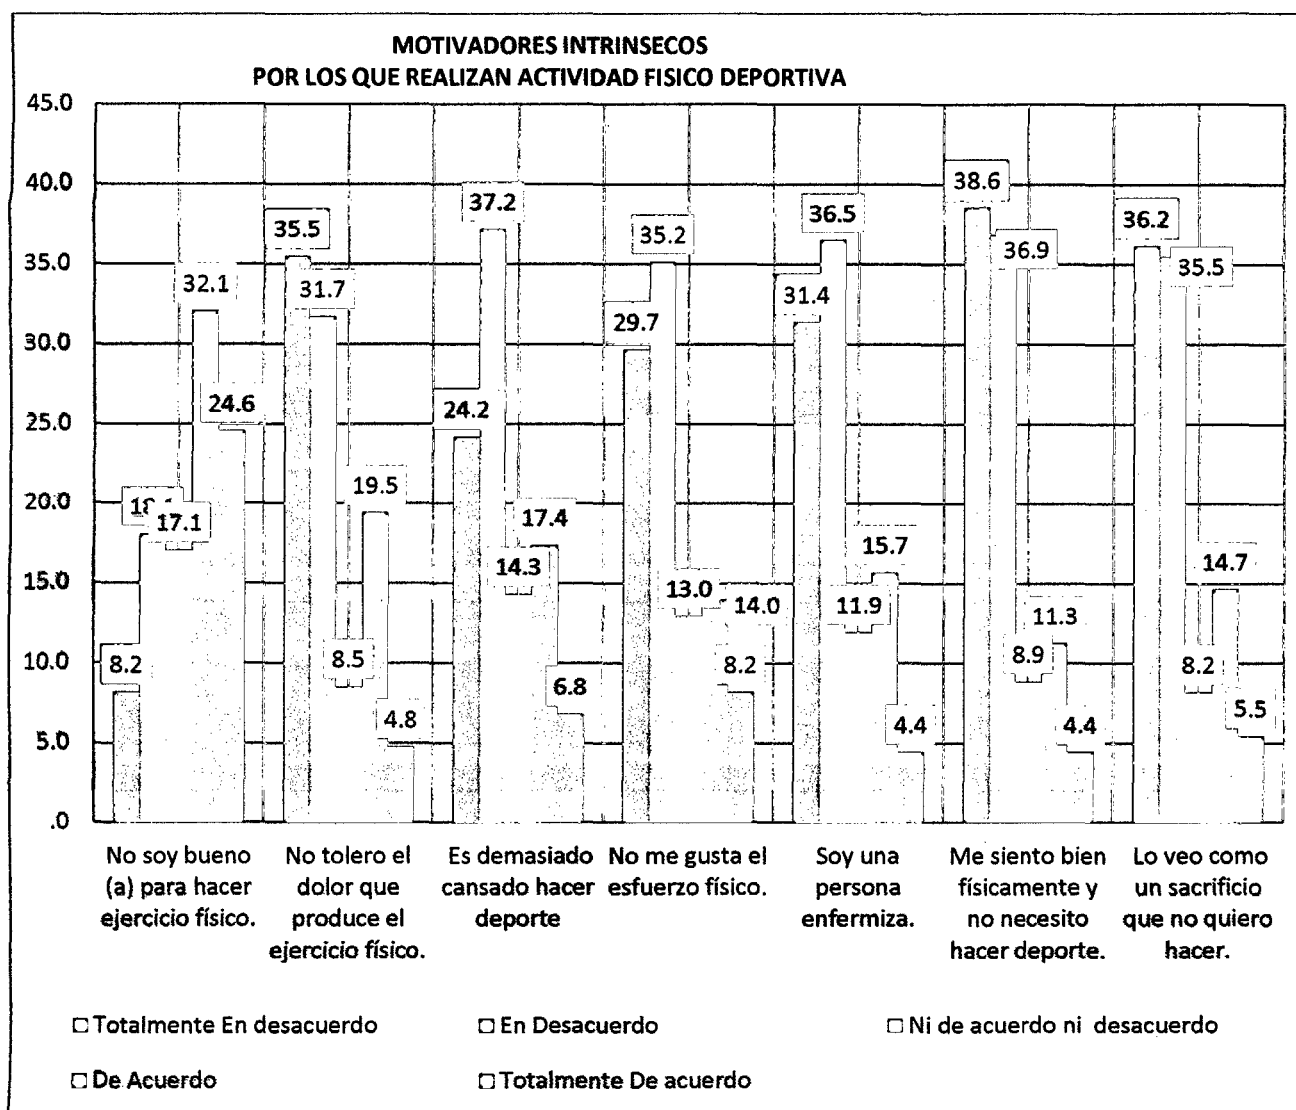 MOTIVADORES INTRINSECOS
POR LOS QUE REALIZAN ACTIVIDAD FISICO DEPORTIVA
45.0
40.0
35.0
30.0
25.0
20.0
15.0
10.0
5.0
.0
8.2
17.1
32.1
24.6
35.5
31.7
8.5
19.5
4.8
24.2
37.2
14.3
17.4
6.8
29.7
35.2
13.0
14.0
8.2
31.4
36.5
11.9
15.7
4.4
38.6
36.9
8.9
11.3
4.4
36.2
35.5
8.2
14.7
5.5
No soy bueno
(a) para hacer
ejercicio físico.
No tolero el
dolor que
produce el
ejercicio físico.
Es demasiado
cansado hacer
deporte
No me gusta el
esfuerzo físico.
Soy una
persona
enfermiza.
Me siento bien
físicamente y
no necesito
hacer deporte.
Lo veo como
un sacrificio
que no quiero
hacer.
Totalmente En desacuerdo
En Desacuerdo
Ni de acuerdo ni desacuerdo
De Acuerdo
Totalmente De acuerdo